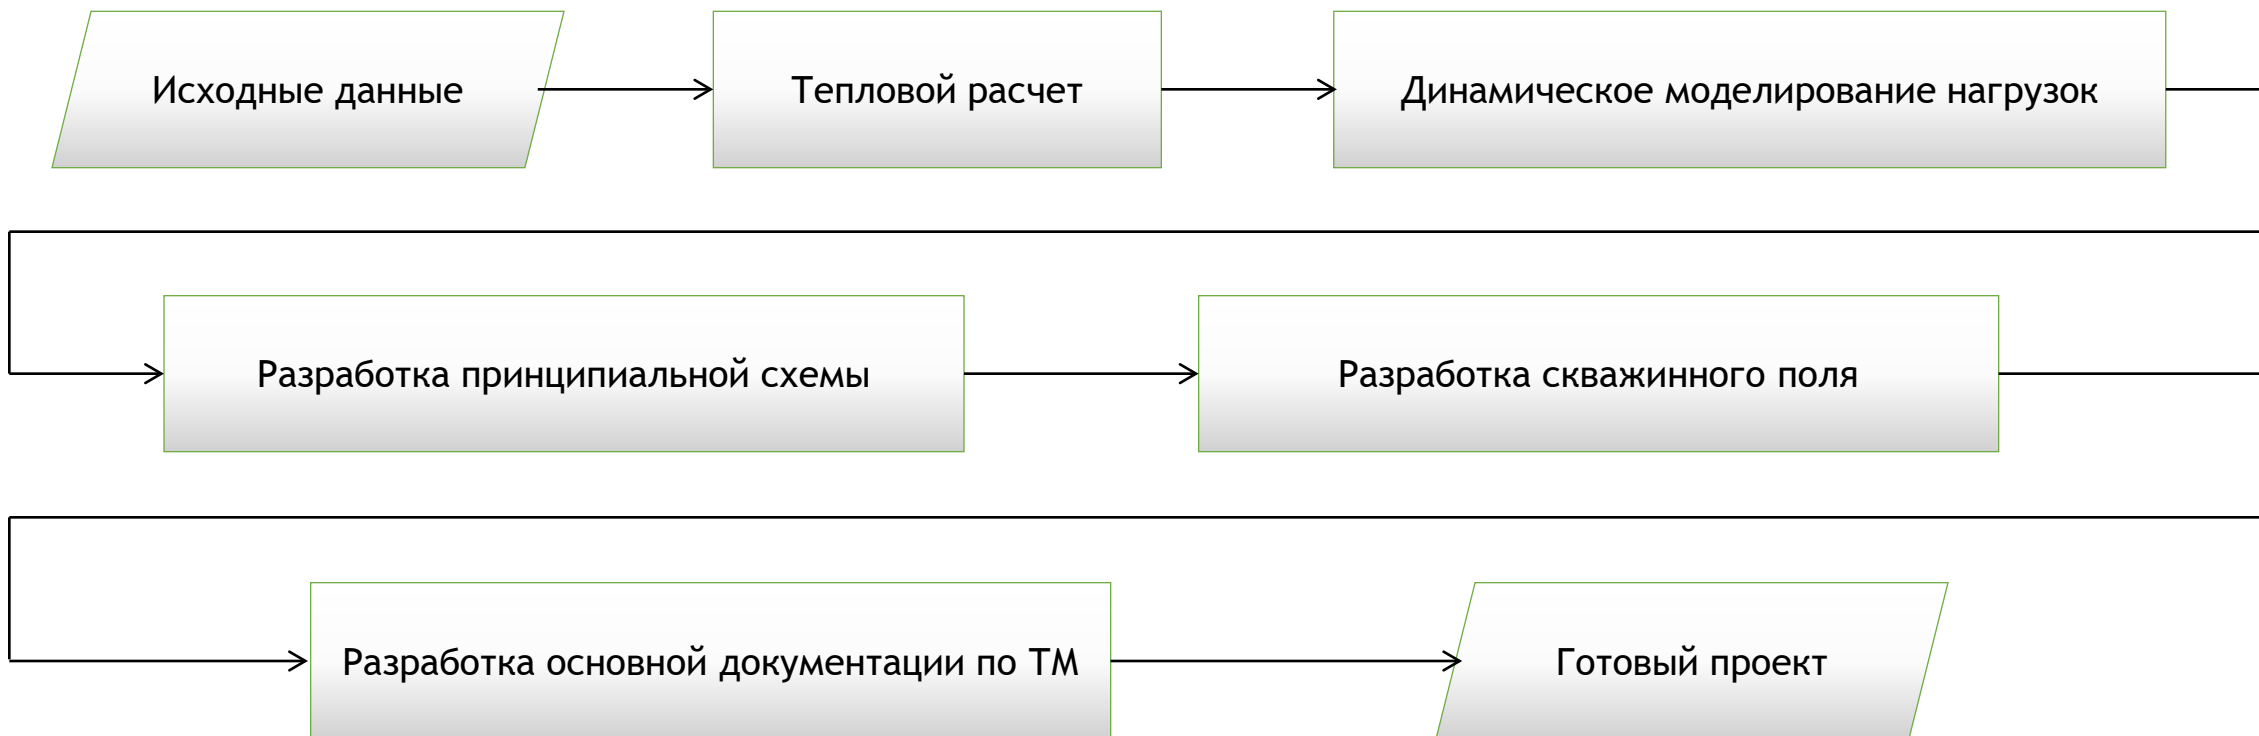 Исходные данные
Тепловой расчет
Динамическое моделирование нагрузок
Разработка принципиальной схемы
Разработка скважинного поля
Разработка основной документации по ТМ
Готовый проект